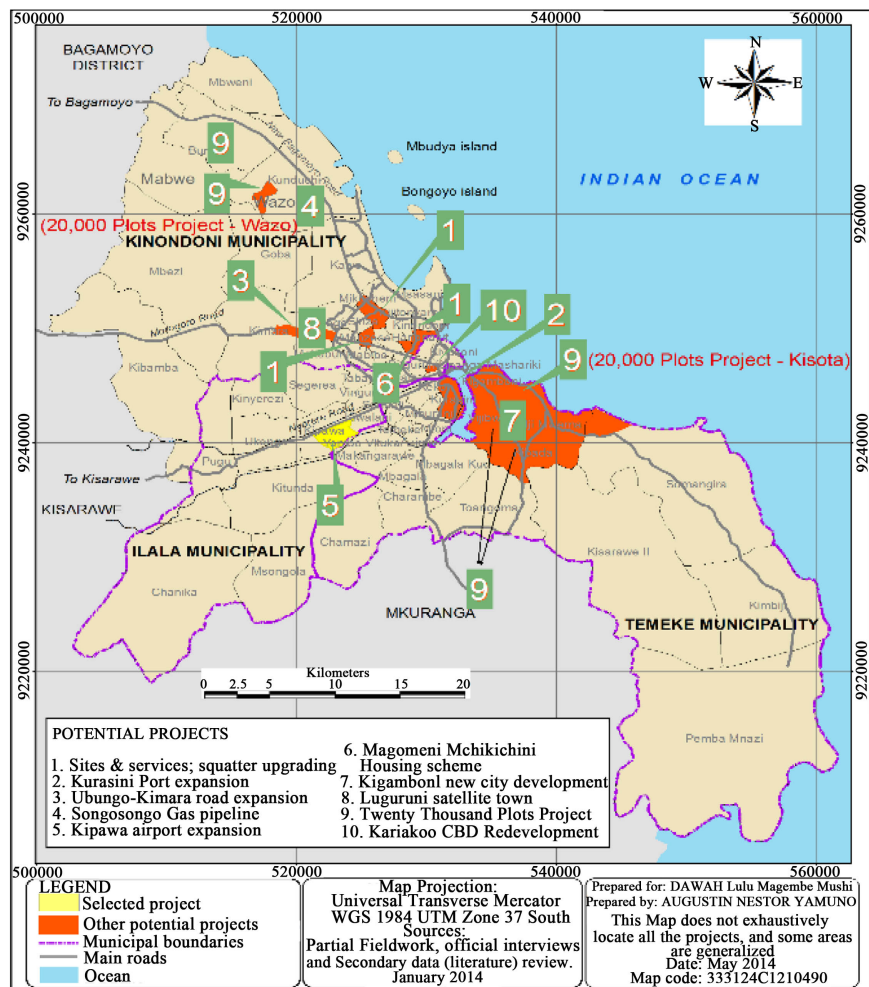 500000 520000 540000 560000
BAGAMOYO
DISTRICT
Mbweni
To Bagamoyo
New Bagamoyo Road
N
W E
S
9
Mbudya island
Mabwe
Kunduchi
9
Wazo
Bongoyo island
INDIAN OCEAN
4
9260000 9260000
(20,000 Plots Project - Wazo)
KINONDONI MUNICIPALITY
1
Goba
Mbezi
Kawe
3
1
10
2
8
Morogoro Road
9
(20,000 Plots Project - Kisota)
Kibamba
1
6
Segerea
Kinyerezi
7
Ukonga
9240000 9240000
Pugu
To Kisarawe
Makangarawe
Mbagala Kuu
Mbagala
Somangira
Kitunda
5
Charambe
Toangoma
KISARAWE
Chamazi
Kisarawe II
ILALA MUNICIPALITY
Msongola
Chanika
9
Kimbiji
MKURANGA
TEMEKE MUNICIPALITY
9220000 9220000
Kilometers
0 2.5 5 10 15 20
Pemba Mnazi
POTENTIAL PROJECTS
1. Sites & services; squatter upgrading
2. Kurasini Port expansion
3. Ubungo-Kimara road expansion
4. Songosongo Gas pipeline
5. Kipawa airport expansion
6. Magomeni Mchikichini
Housing scheme
7. Kigambonl new city development
8. Luguruni satellite town
9. Twenty Thousand Plots Project
10. Kariakoo CBD Redevelopment
500000 520000 540000 560000
LEGEND
Selected project
Other potential projects
Municipal boundaries
Main roads
Ocean
Map Projection:
Universal Transverse Mercator
WGS 1984 UTM Zone 37 South
Sources:
Partial Fieldwork, official interviews
and Secondary data (literature) review.
January 2014
Prepared for: DAWAH Lulu Magembe Mushi
Prepared by: AUGUSTIN NESTOR YAMUNO
This Map does not exhaustively
locate all the projects, and some areas
are generalized
Date: May 2014
Map code: 333124C1210490